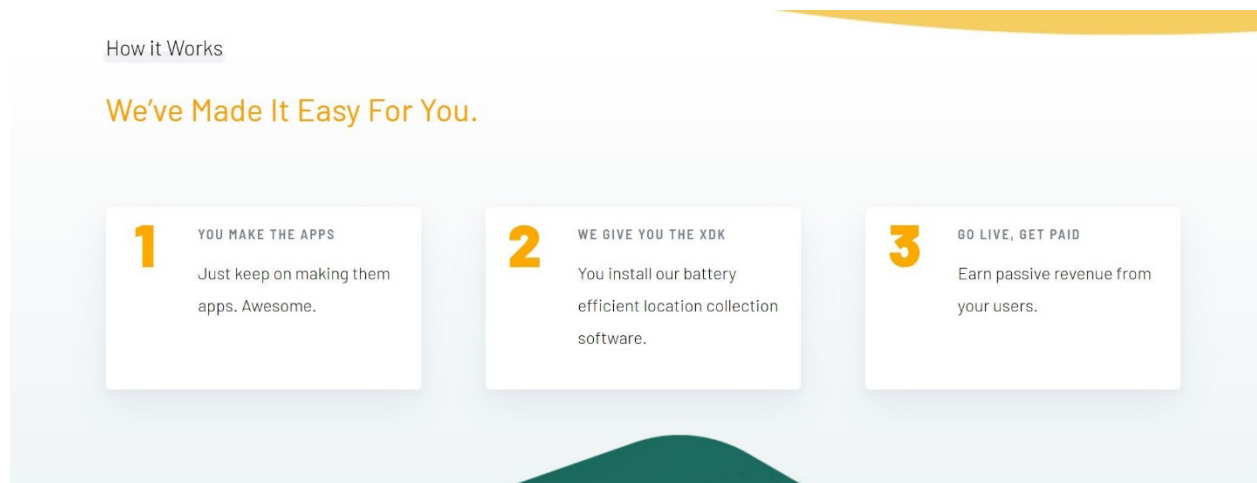 How it Works
We’ve Made It Easy For You.
1
YOU MAKE THE APPS
Just keep on making them
apps. Awesome.
2
WE GIVE YOU THE XDK
You install our battery
efficient location collection
software.
3
GO LIVE, GET PAID
Earn passive revenue from
your users.